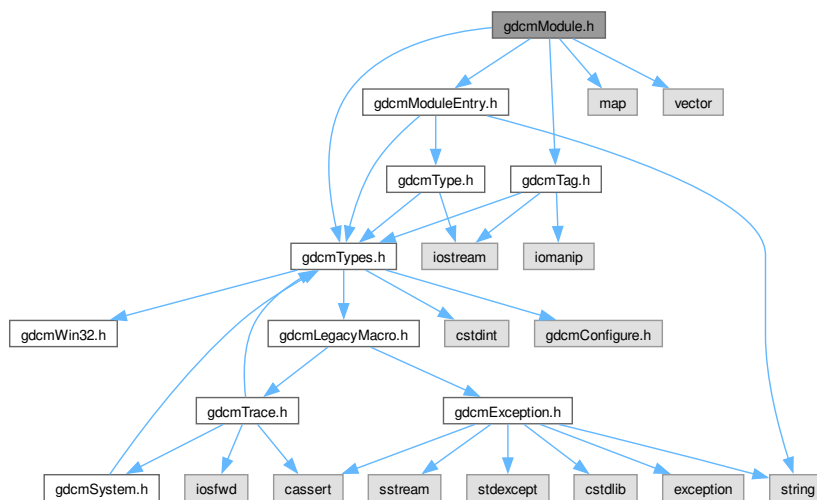 gdcmModule.h
gdcmModuleEntry.h
map
vector
gdcmType.h
gdcmTag.h
gdcmTypes.h
iostream
iomanip
gdcmWin32.h
gdcmLegacyMacro.h
cstdint
gdcmConfigure.h
gdcmTrace.h
gdcmException.h
gdcmSystem.h
iosfwd
cassert
sstream
stdexcept
cstdlib
exception
string